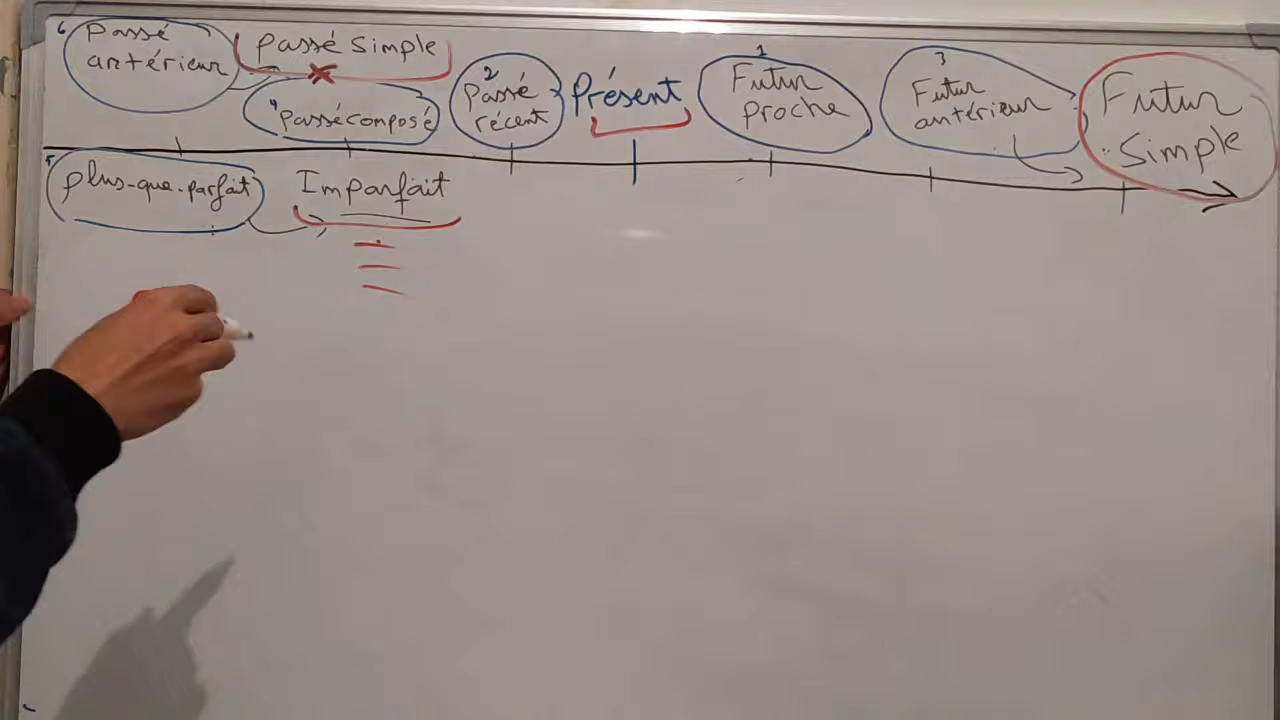 6
Passé
antérieur
Passé Simple
4 Passé composé
2
Passé
récent
Présent
1
Futur
proche
3
Futur
antérieur
Futur
Simple
5
plus-que-parfait
Imparfait